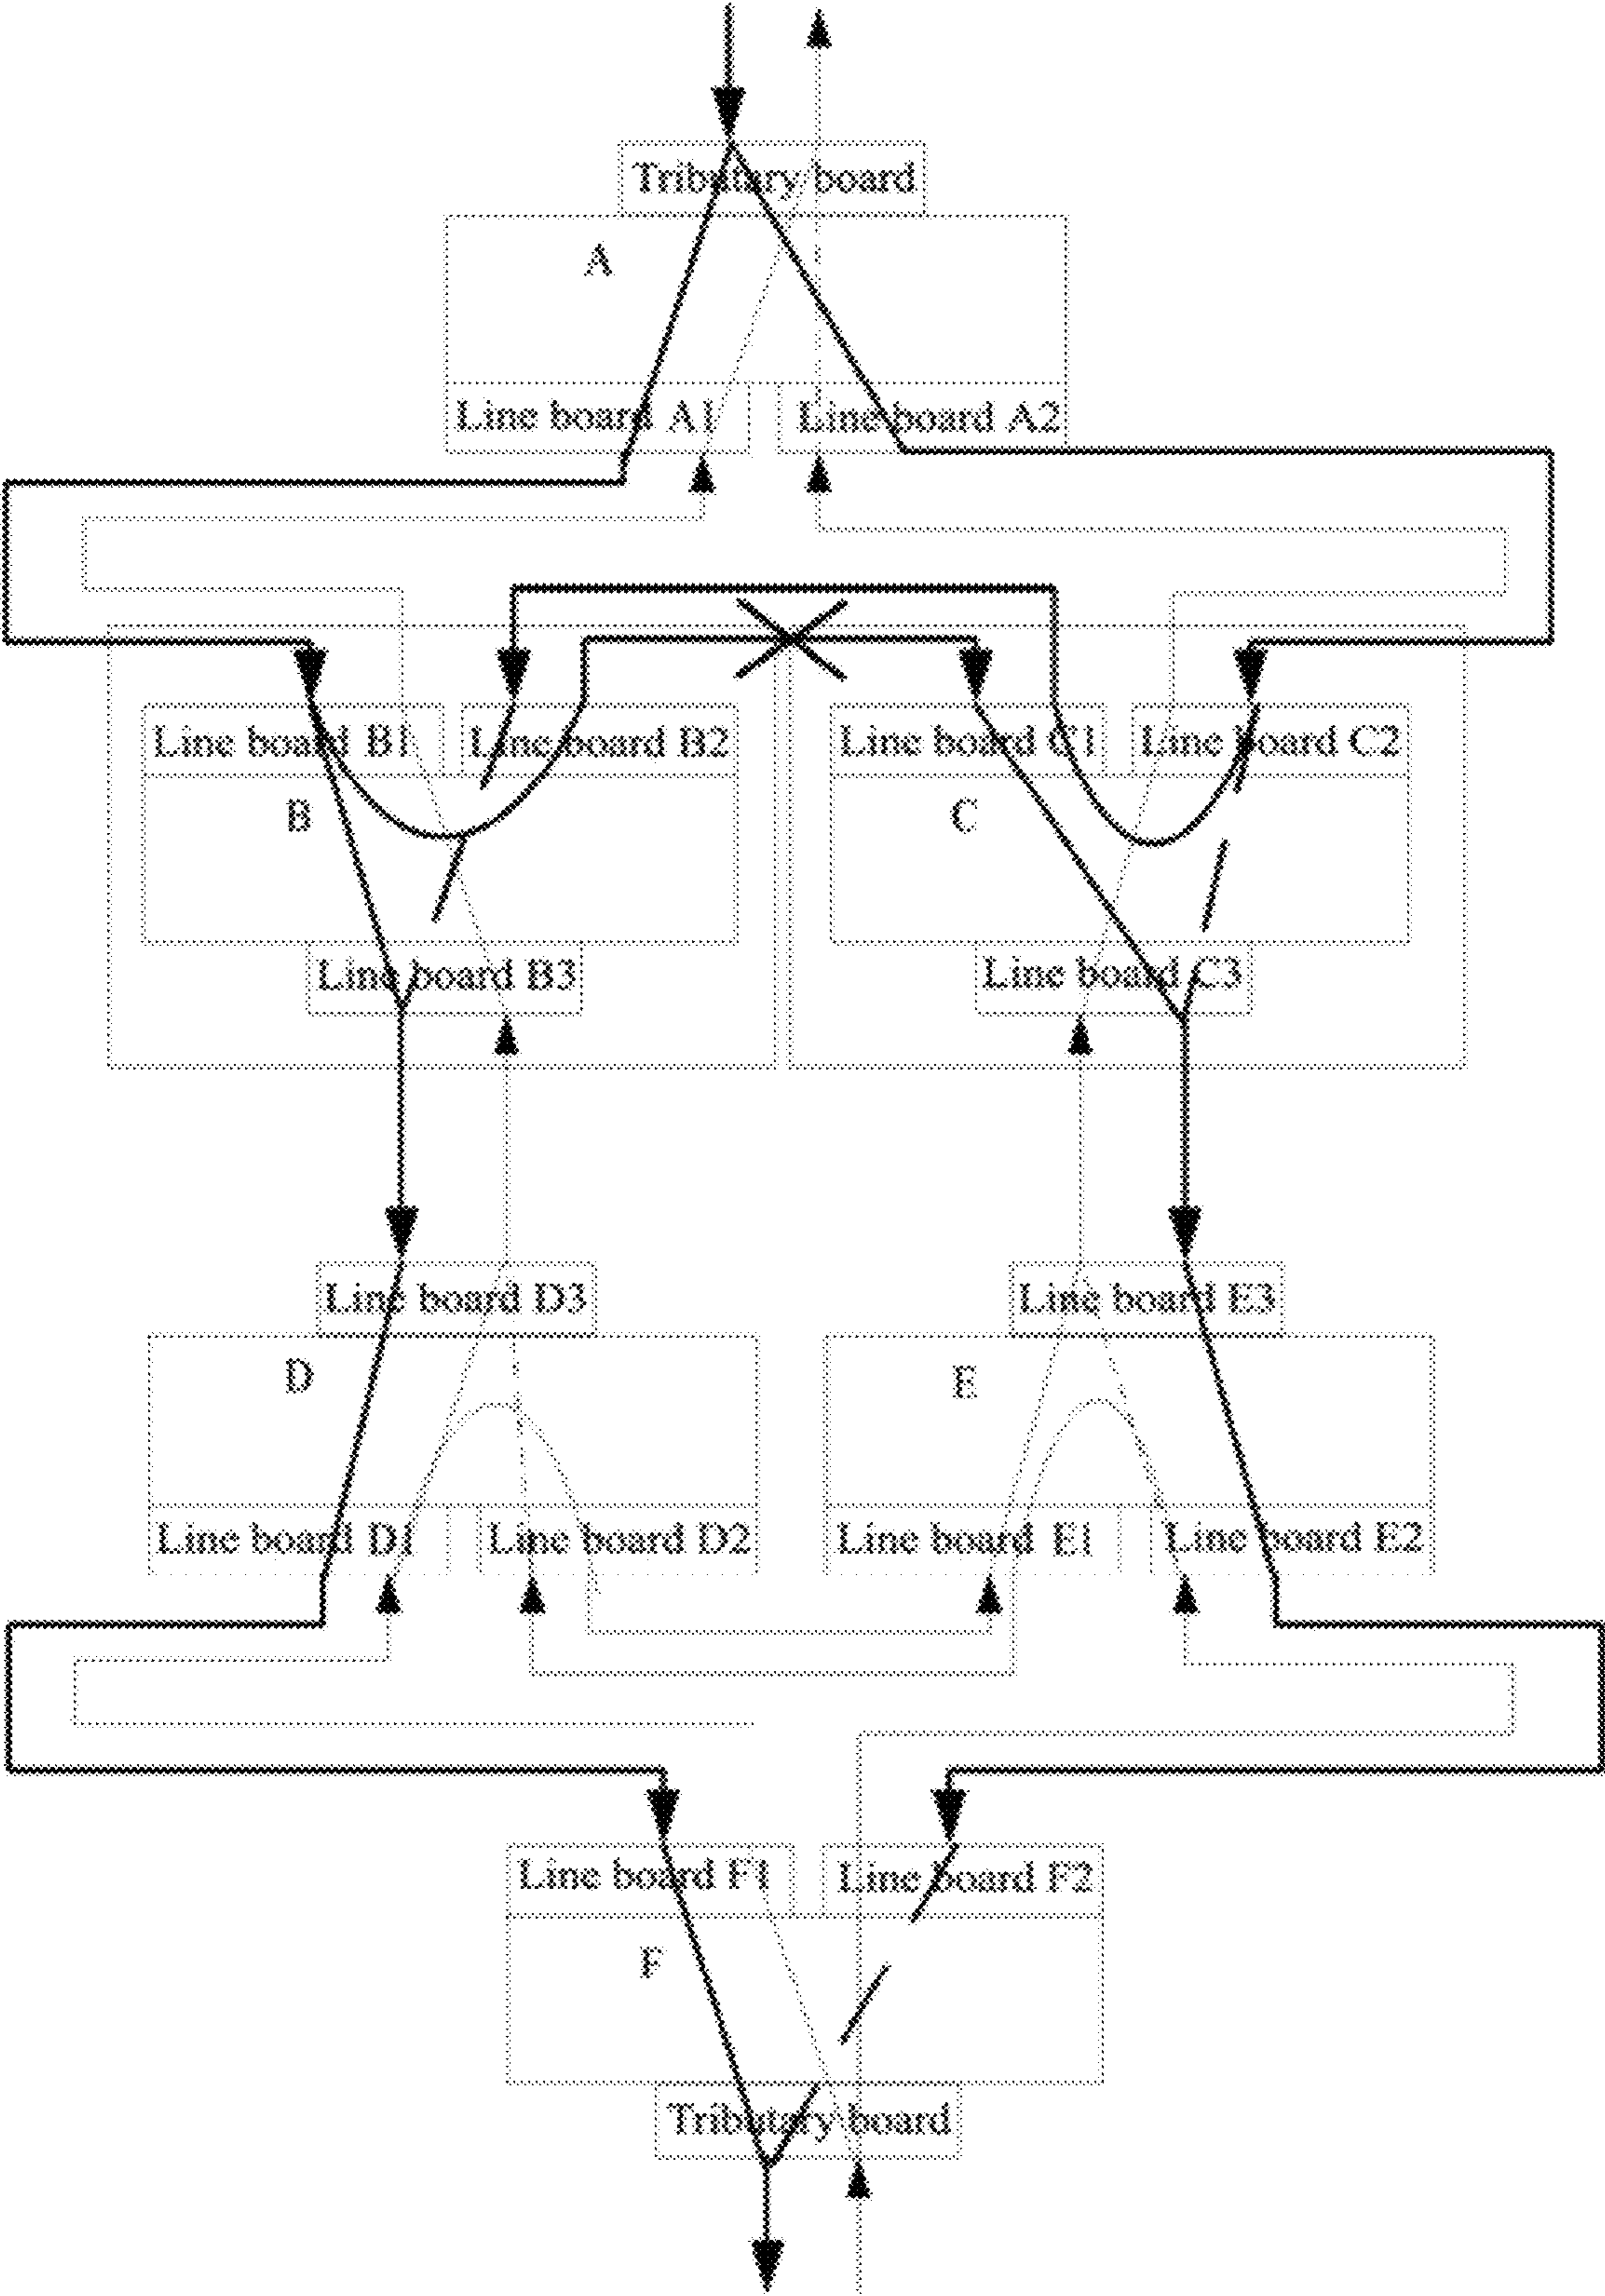 Tributary board
A
Line board A1 Line board A2
Line board B1 Line board B2 Line board C1 Line board C2
B C
Line board B3 Line board C3
Line board D3 Line board E3
D E
Line board D1 Line board D2 Line board E1 Line board E2
Line board F1 Line board F2
F
Tributary board